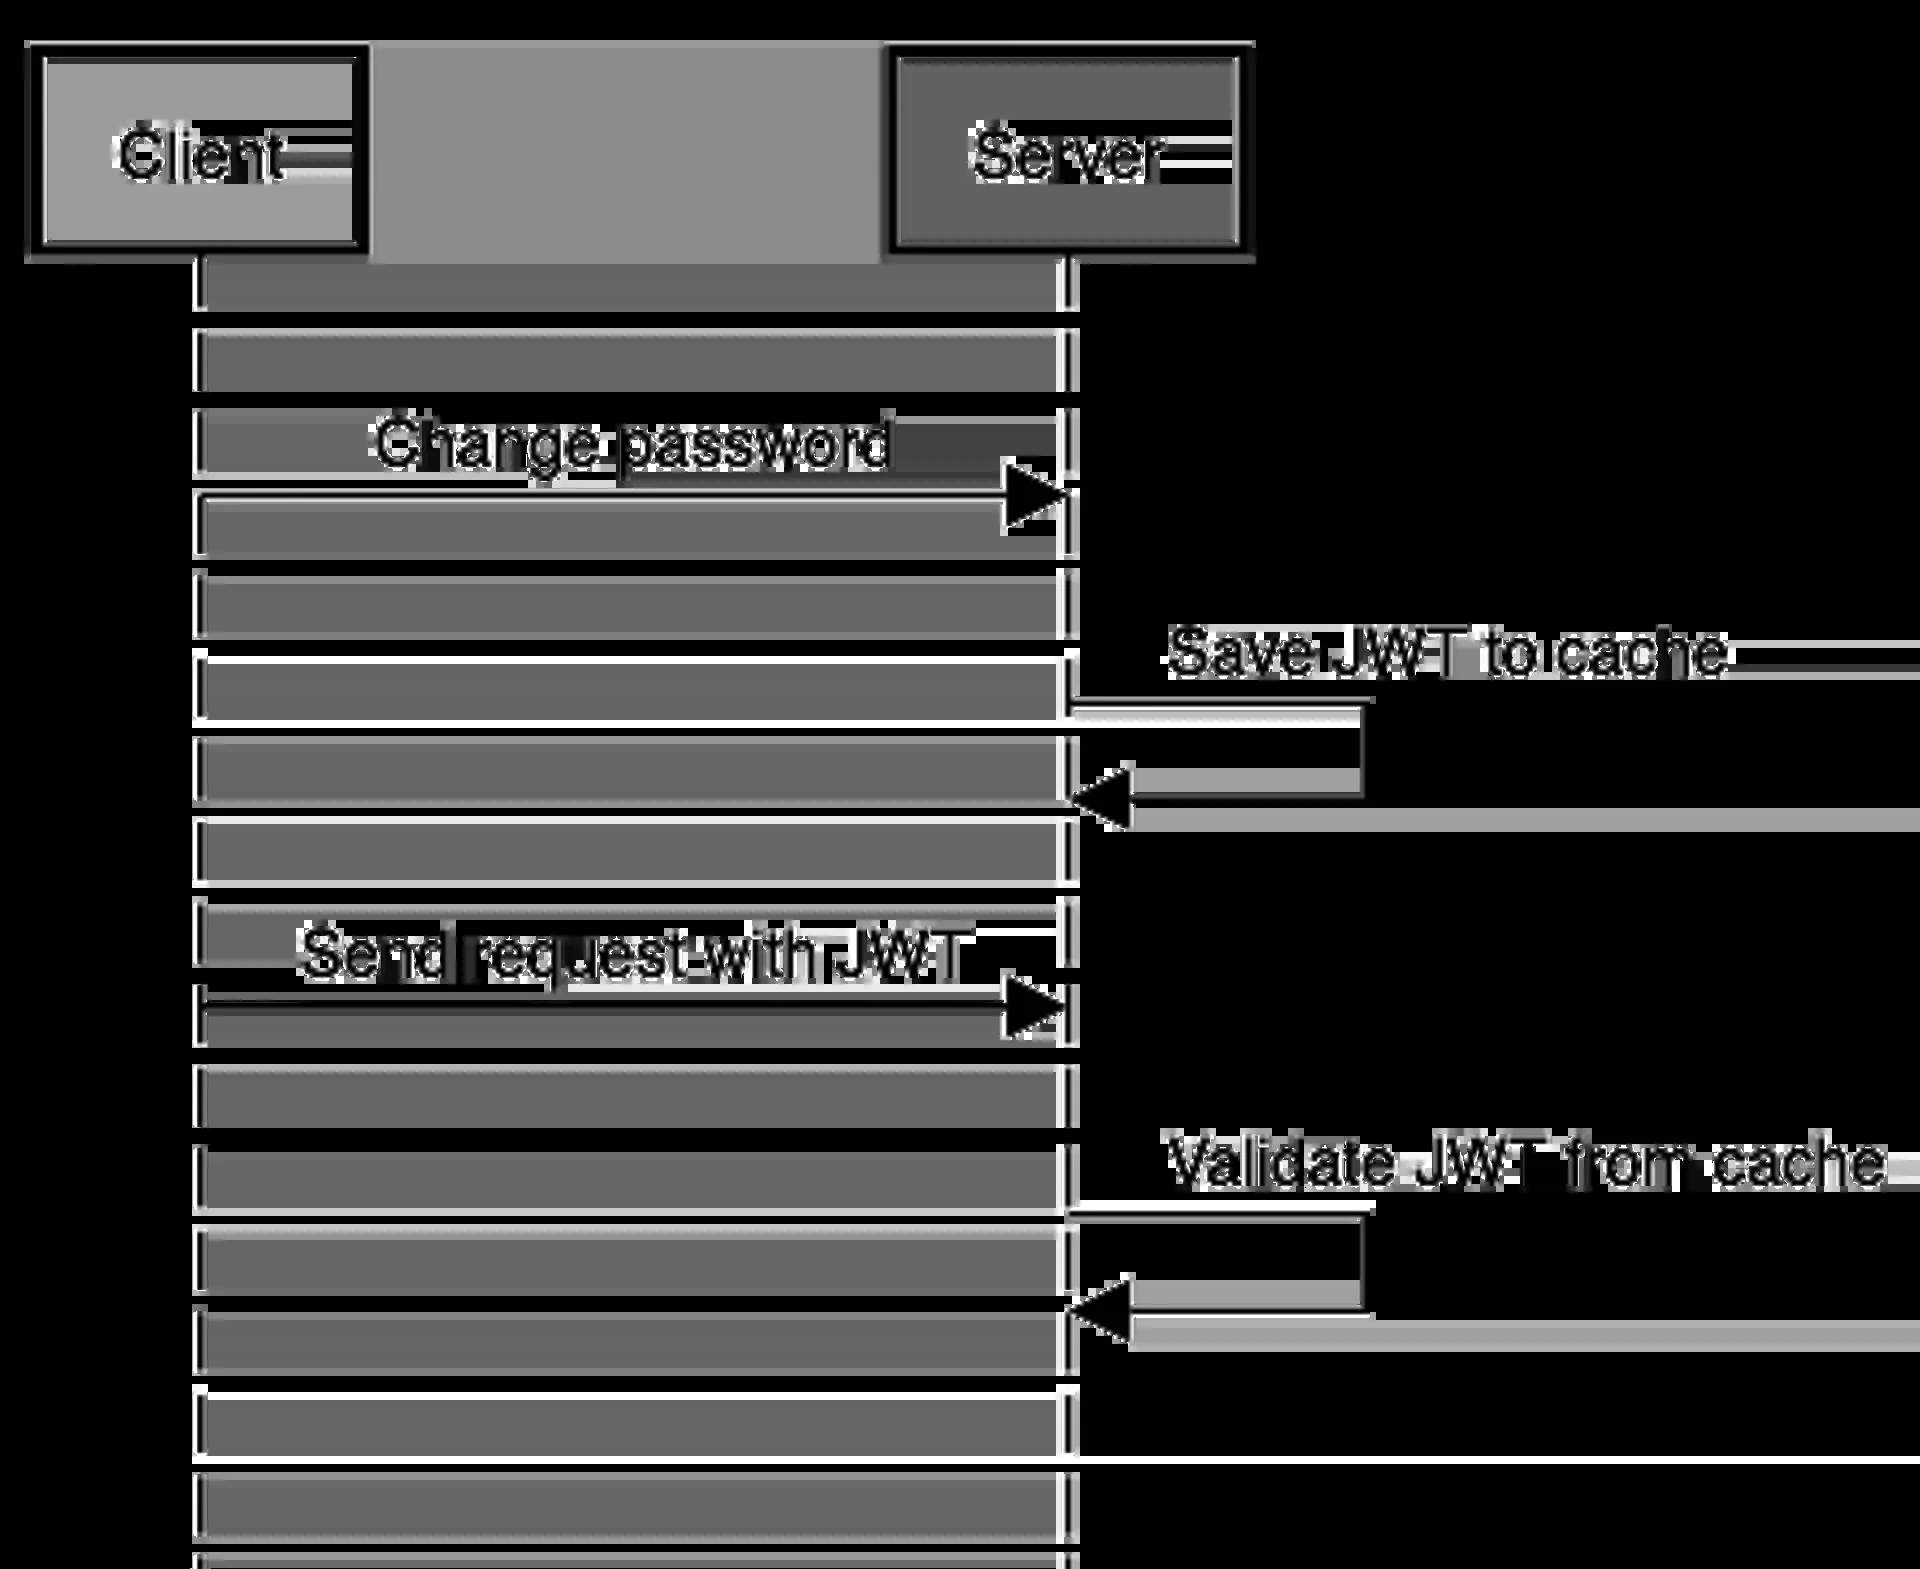 Client
Server
Change password
Save JWT to cache
Send request with JWT
Validate JWT from cache